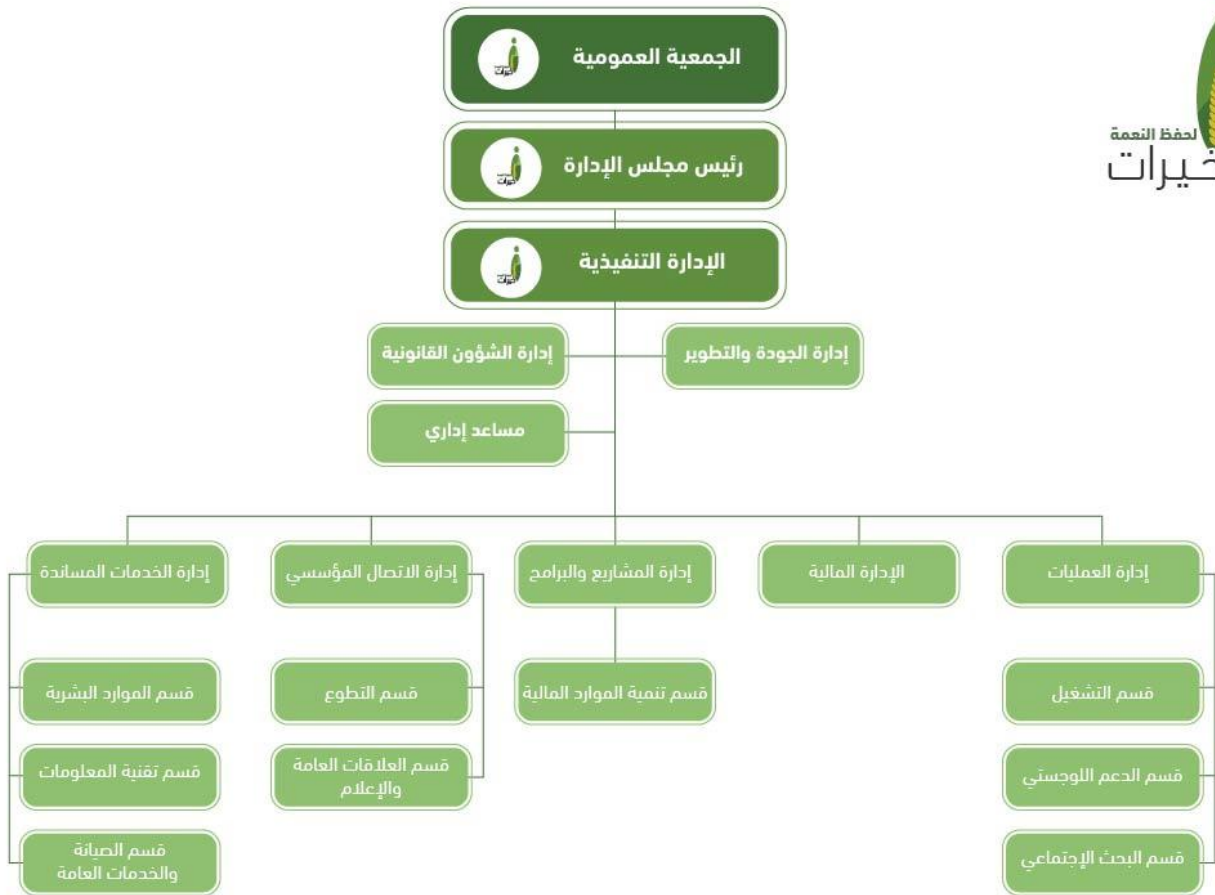 الجمعية العمومية
لحفظ النعمة
خيرات
رئيس مجلس الإدارة
الإدارة التنفيذية
إدارة الجودة والتطوير
إدارة الشؤون القانونية
مساعد إداري
إدارة العمليات
الإدارة المالية
إدارة المشاريع والبرامج
إدارة الاتصال المؤسسي
إدارة الخدمات المساندة
قسم التشغيل
قسم تنمية الموارد المالية
قسم التطوع
قسم الموارد البشرية
قسم الدعم اللوجستي
قسم العلاقات العامة
والإعلام
قسم تقنية المعلومات
قسم البحث الإجتماعي
قسم الصيانة
والخدمات العامة